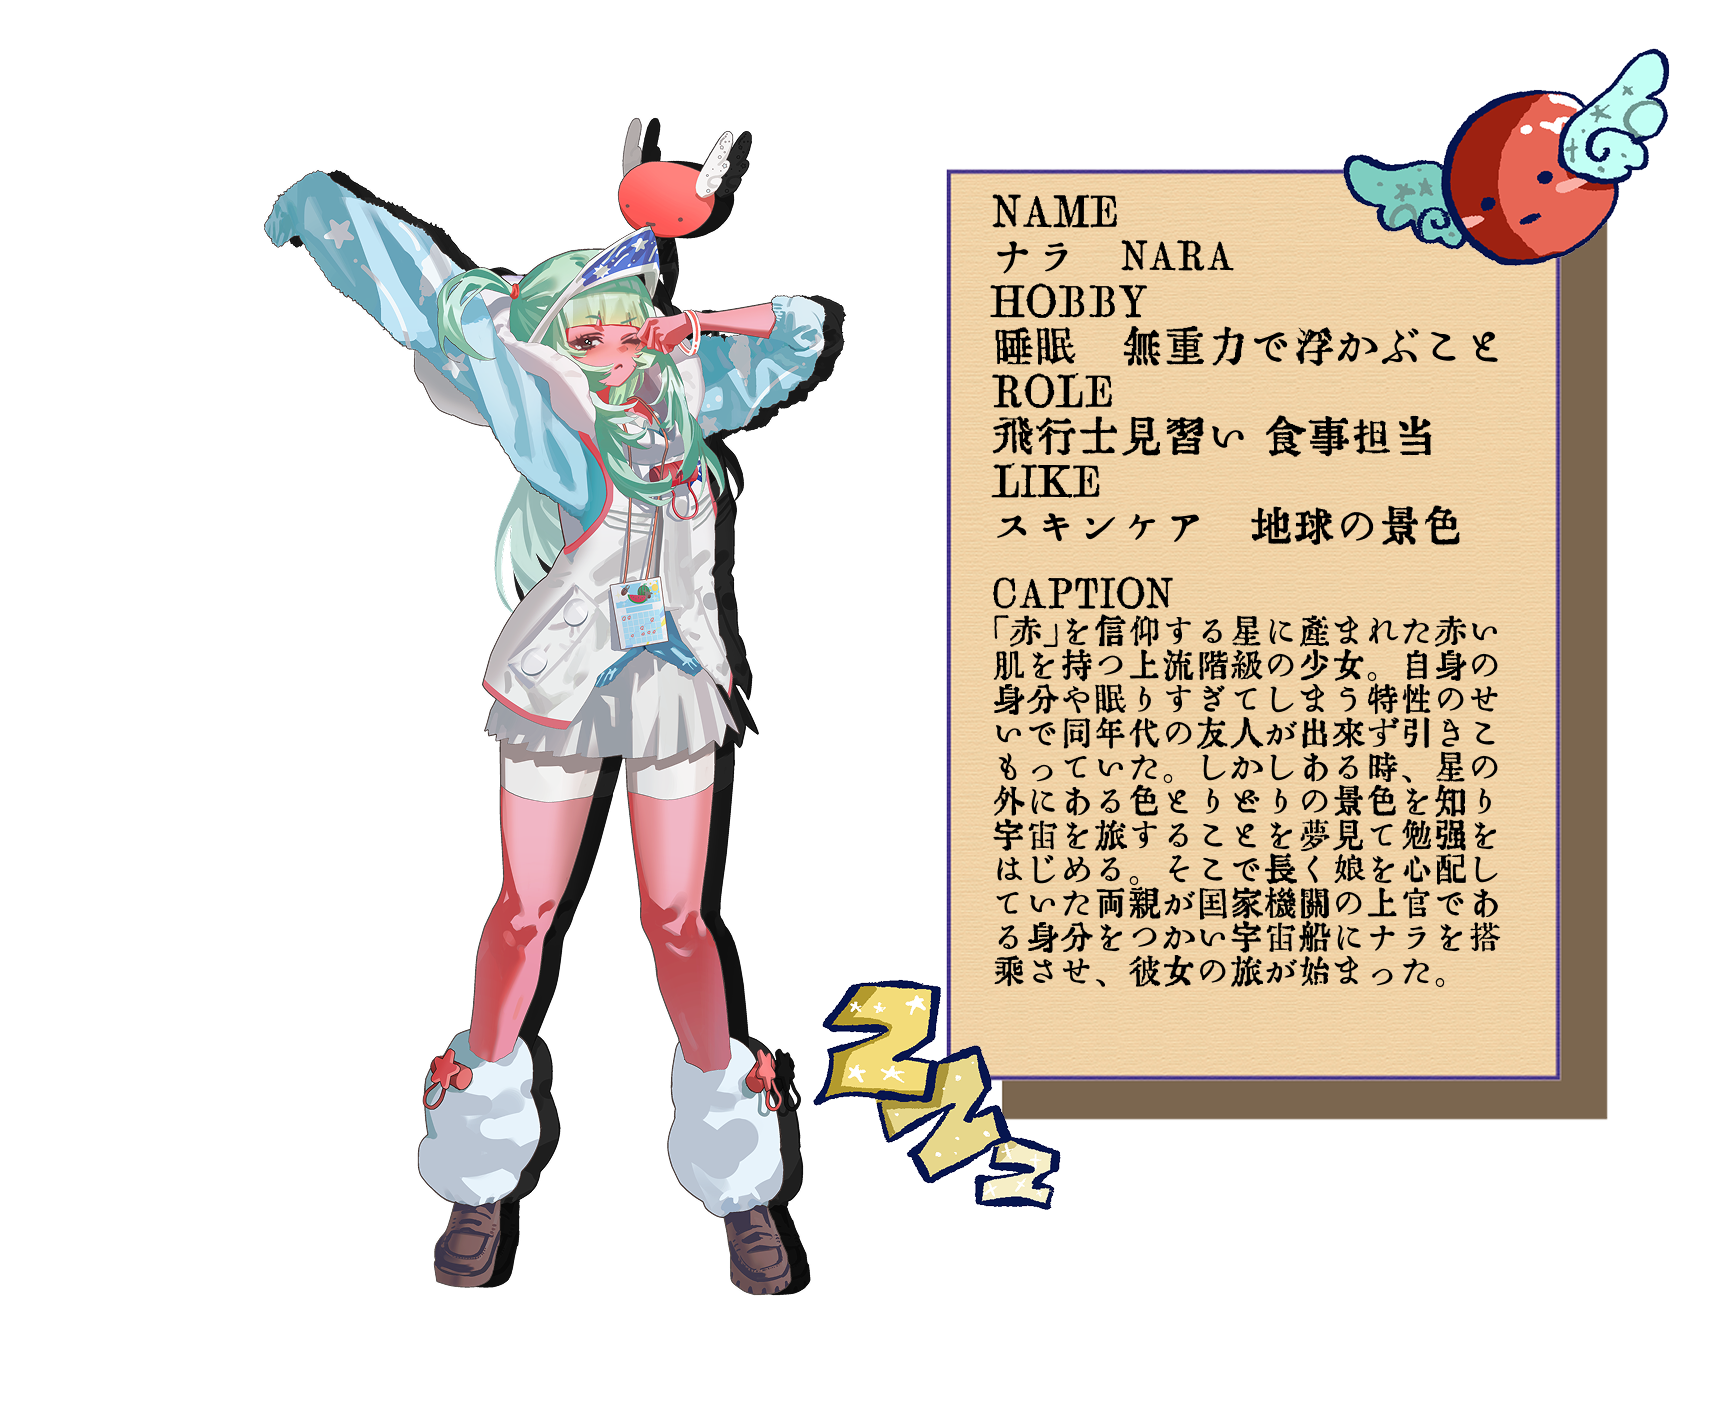 NAME
ナラ　NARA
HOBBY
睡眠　無重力で浮かぶこと
ROLE
飛行士見習い 食事担当
LIKE
スキンケア　地球の景色
CAPTION
「赤」を信仰する星に産まれた赤い
肌を持つ上流階級の少女。自身の
身分や眠りすぎてしまう特性のせ
いで同年代の友人が出來ず引きこ
もっていた。しかしある時、星の
外にある色とりどりの景色を知り
宇宙を旅することを夢見て勉强を
はじめる。そこで長く娘を心配し
ていた両親が国家機關の上官であ
る身分をつかい宇宙船にナラを搭
乘させ、彼女の旅が始まった。
ZZZ